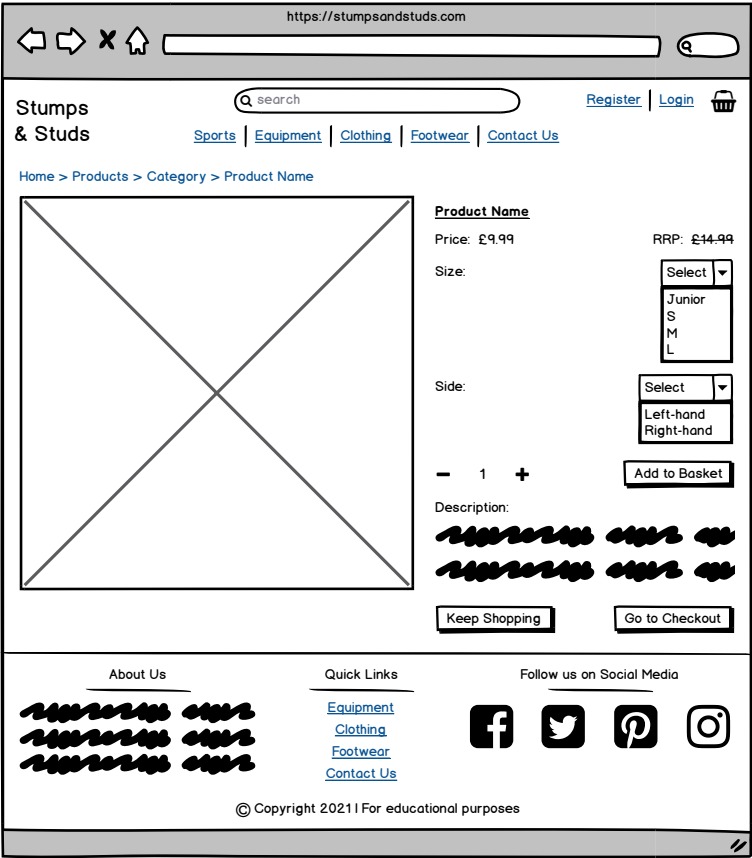 https://stumpsandstuds.com
Stumps
& Studs
search
Register | Login
Sports | Equipment | Clothing | Footwear | Contact Us
Home > Products > Category > Product Name
Product Name
Price: £9.99 RRP: £14.99
Size: Select
Junior
S
M
L
Side: Select
Left-hand
Right-hand
1 Add to Basket
Description:
Keep Shopping Go to Checkout
About Us
Quick Links
Equipment
Clothing
Footwear
Contact Us
Follow us on Social Media
© Copyright 2021 | For educational purposes